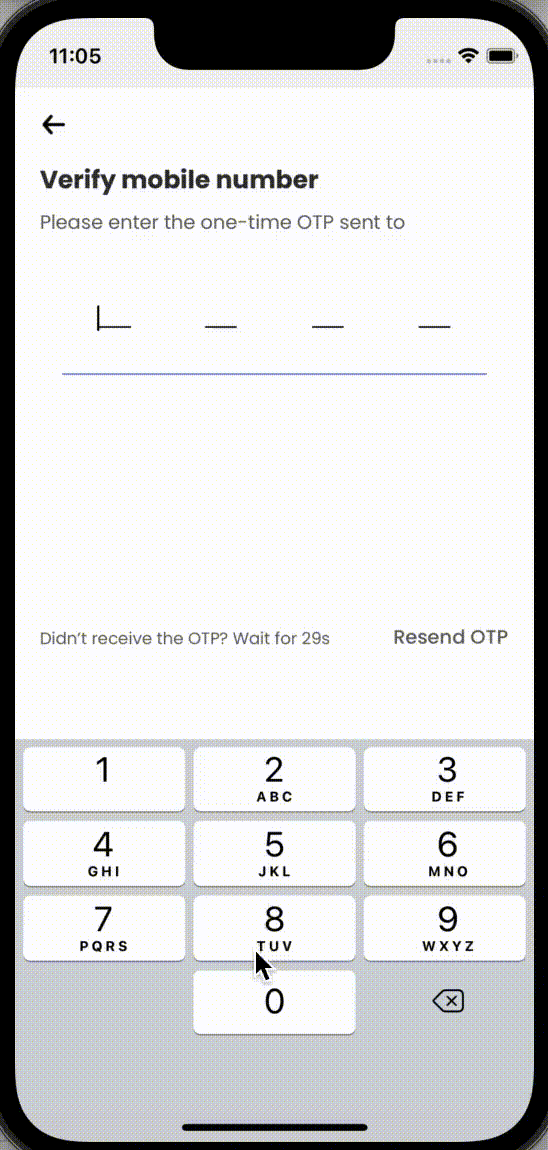 11:05
Verify mobile number
Please enter the one-time OTP sent to
Didn't receive the OTP? Wait for 29s
Resend OTP
1
2
ABC
3
DEF
4
GHI
5
JKL
6
MNO
7
PQRS
8
TUV
9
WXYZ
0